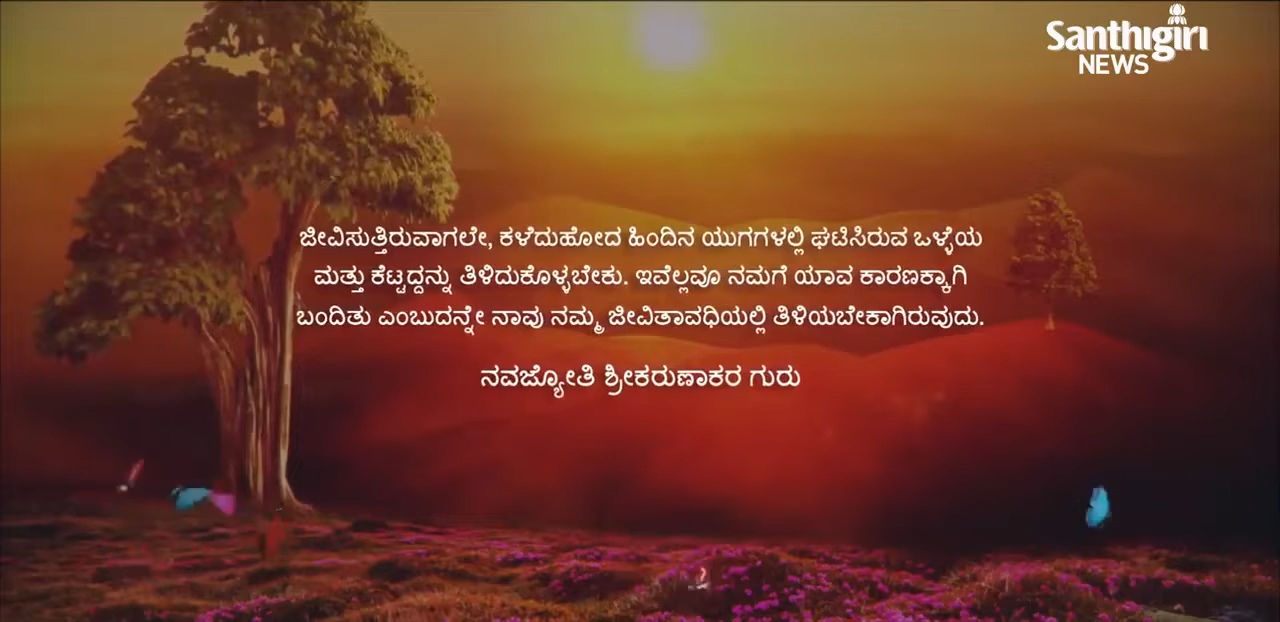 Santhigiri
NEWS
ಜೀವಿಸುತ್ತಿರುವಾಗಲೇ, ಕಳೆದುಹೋದ ಹಿಂದಿನ ಯುಗಗಳಲ್ಲಿ ಘಟಿಸಿರುವ ಒಳ್ಳೆಯ
ಮತ್ತು ಕೆಟ್ಟದ್ದನ್ನು ತಿಳಿದುಕೊಳ್ಳಬೇಕು. ಇವೆಲ್ಲವೂ ನಮಗೆ ಯಾವ ಕಾರಣಕ್ಕಾಗಿ
ಬಂದಿತು ಎಂಬುದನ್ನೇ ನಾವು ನಮ್ಮ ಜೀವಿತಾವಧಿಯಲ್ಲಿ ತಿಳಿಯಬೇಕಾಗಿರುವುದು.
ನವಜ್ಯೋತಿ ಶ್ರೀಕರುಣಾಕರ ಗುರು